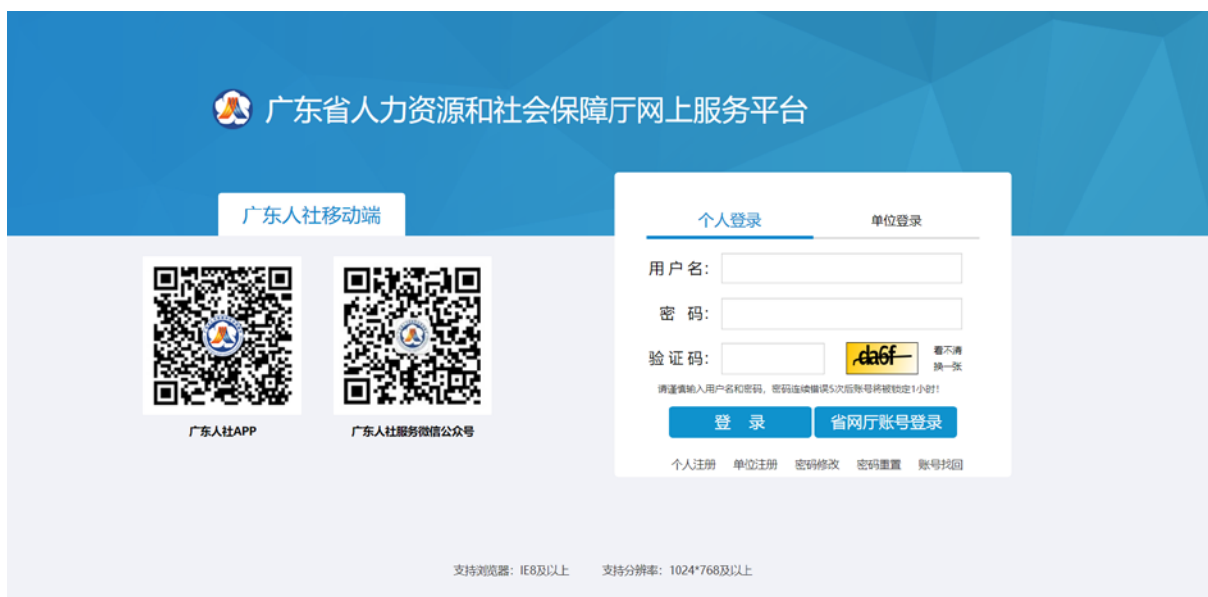 广东省人力资源和社会保障厅网上服务平台
广东人社移动端
广东人社APP
广东人社服务微信公众号
个人登录 单位登录
用户名:
密 码:
验证码: da6f 看不清
换一张
请谨慎输入用户名和密码，密码连续错误5次后账号将被锁定1小时!
登 录 省网厅账号登录
个人注册 单位注册 密码修改 密码重置 账号找回
支持浏览器：IE8及以上 支持分辨率：1024*768及以上